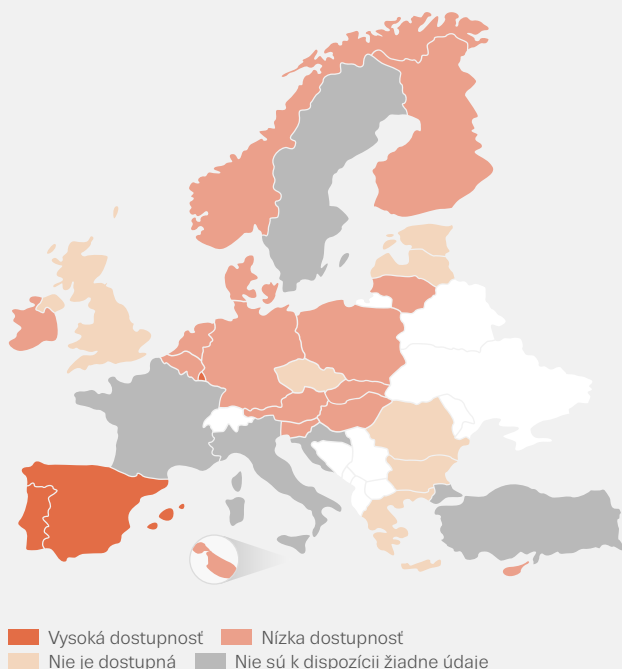 Vysoká dostupnosť Nízka dostupnosť
Nie je dostupná Nie sú k dispozícii žiadne údaje